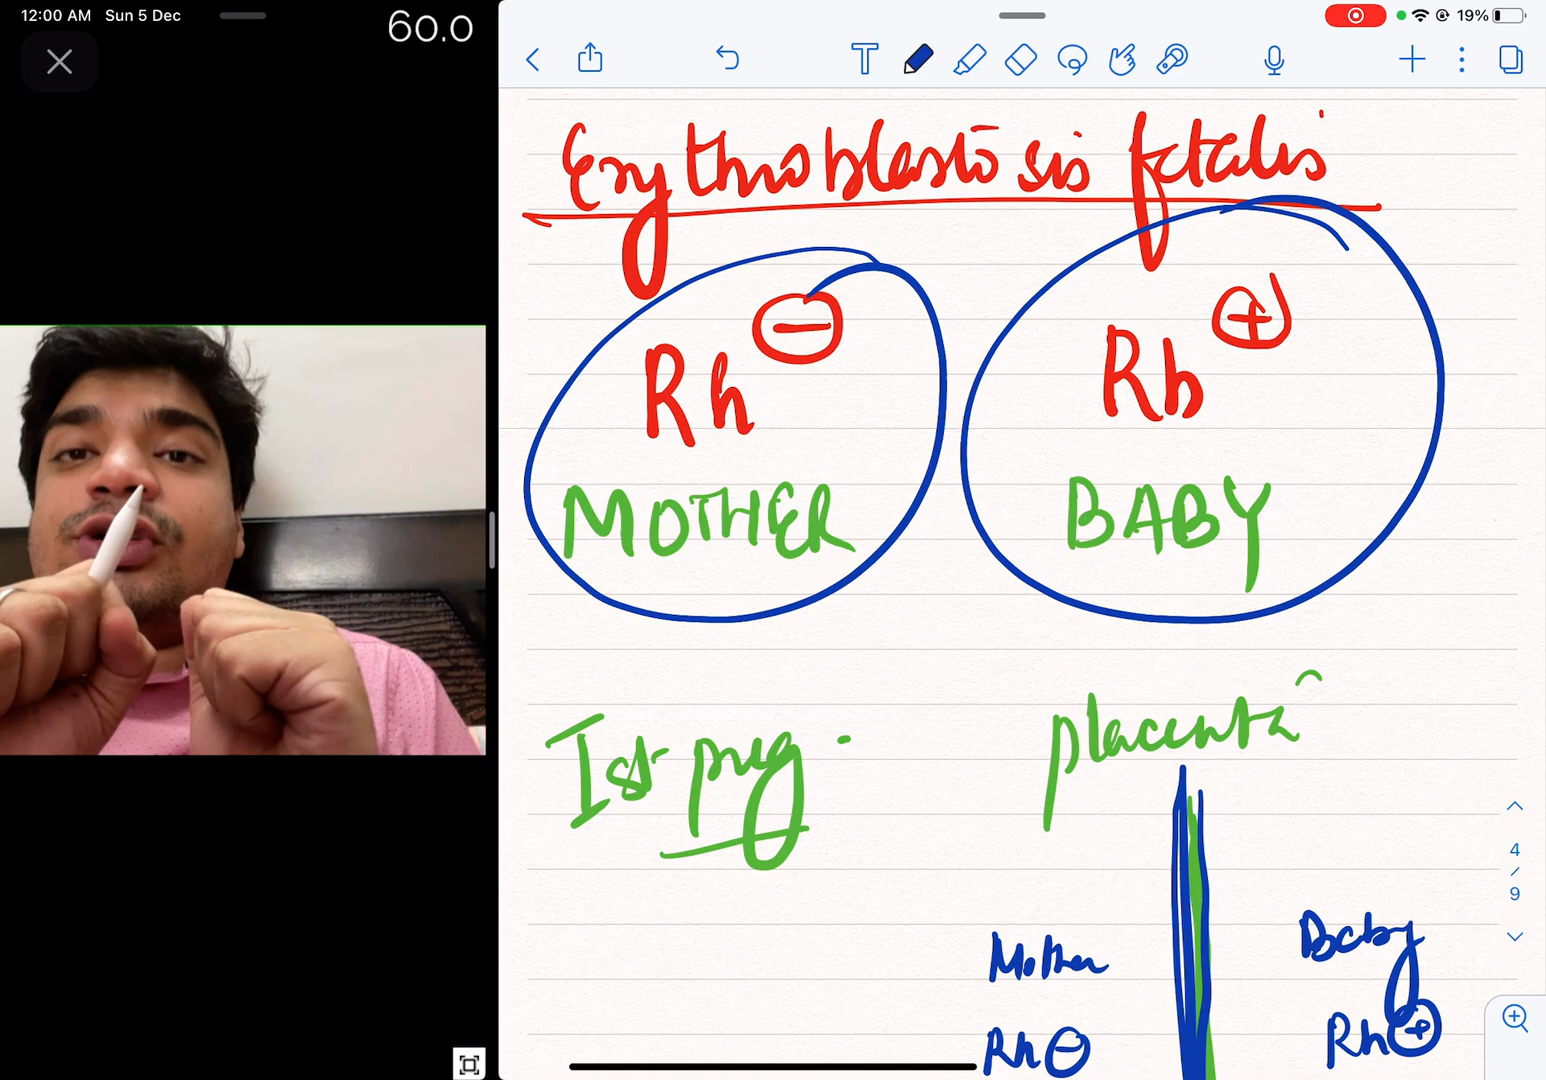 12:00 AM Sun 5 Dec
60.0
19%
T
Erythroblastosis fetalis
Rh - Rh +
MOTHER BABY
Ist preg. placenta
4
/
9
Mother Baby
Rh - Rh +